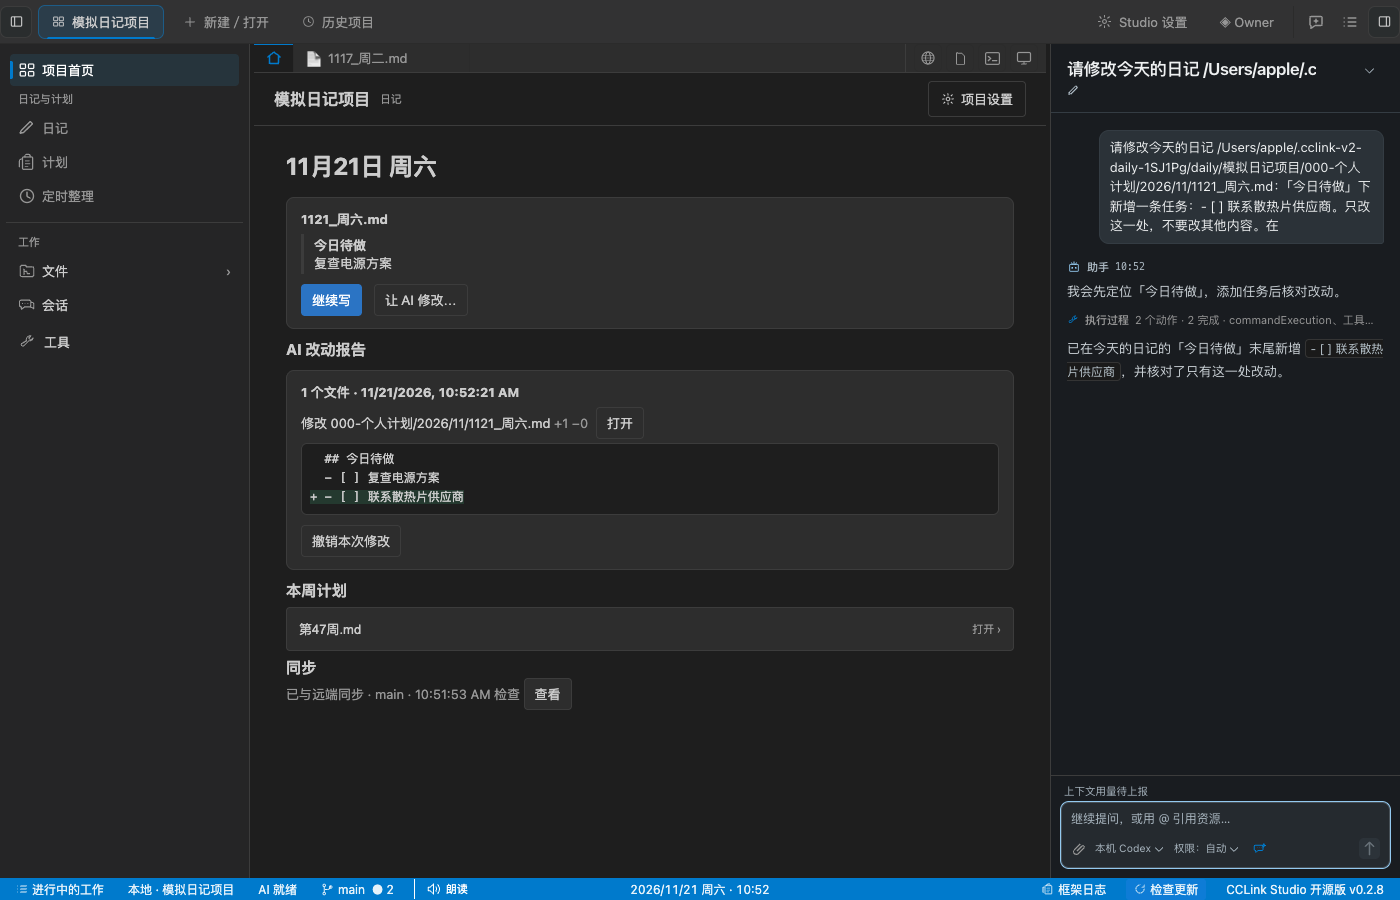 模拟日记项目
新建 / 打开
历史项目
Studio 设置
Owner
项目首页
日记与计划
日记
计划
定时整理
工作
文件
会话
工具
1117_周二.md
模拟日记项目 日记
项目设置
11月21日 周六
1121_周六.md
今日待做
复查电源方案
继续写
让 AI 修改...
AI 改动报告
1 个文件 · 11/21/2026, 10:52:21 AM
修改 000-个人计划/2026/11/1121_周六.md +1 −0 打开
## 今日待做
- [ ] 复查电源方案
+ - [ ] 联系散热片供应商
撤销本次修改
本周计划
第47周.md
打开 ›
同步
已与远端同步 · main · 10:51:53 AM 检查 查看
请修改今天的日记 /Users/apple/.c
请修改今天的日记 /Users/apple/.cclink-v2-
daily-1SJ1Pg/daily/模拟日记项目/000-个人
计划/2026/11/1121_周六.md:「今日待做」下
新增一条任务：- [ ] 联系散热片供应商。只改
这一处，不要改其他内容。在
助手 10:52
我会先定位「今日待做」，添加任务后核对改动。
执行过程 2 个动作 · 2 完成 · commandExecution、工具...
已在今天的日记的「今日待做」末尾新增 - [ ] 联系散热
片供应商 ，并核对了只有这一处改动。
上下文用量待上报
继续提问，或用 @ 引用资源...
本机 Codex
权限：自动
进行中的工作
本地 · 模拟日记项目
AI 就绪
main
2
朗读
2026/11/21 周六 · 10:52
框架日志
检查更新
CCLink Studio 开源版 v0.2.8